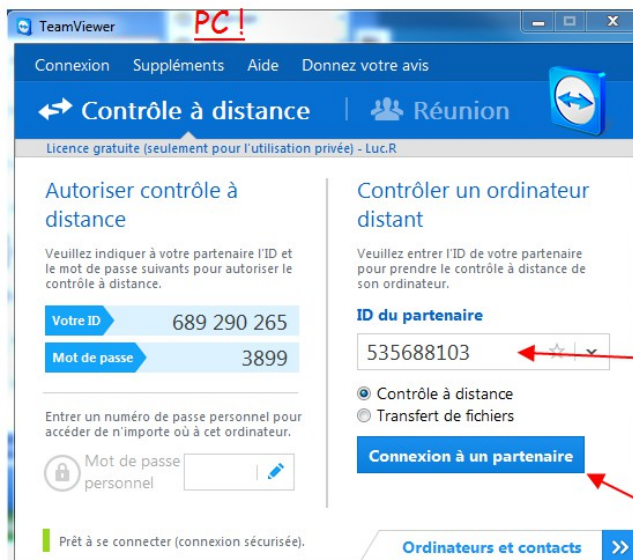 TeamViewer
PC !
Connexion Suppléments Aide Donnez votre avis
Contrôle à distance
Réunion
Licence gratuite (seulement pour l'utilisation privée) - Luc.R
Autoriser contrôle à
distance
Veuillez indiquer à votre partenaire l'ID et
le mot de passe suivants pour autoriser le
contrôle à distance.
Votre ID 689 290 265
Mot de passe 3899
Entrer un numéro de passe personnel pour
accéder de n'importe où à cet ordinateur.
Mot de passe
personnel
Contrôler un ordinateur
distant
Veuillez entrer l'ID de votre partenaire
pour prendre le contrôle à distance de
son ordinateur.
ID du partenaire
535688103
Contrôle à distance
Transfert de fichiers
Connexion à un partenaire
Prêt à se connecter (connexion sécurisée).
Ordinateurs et contacts